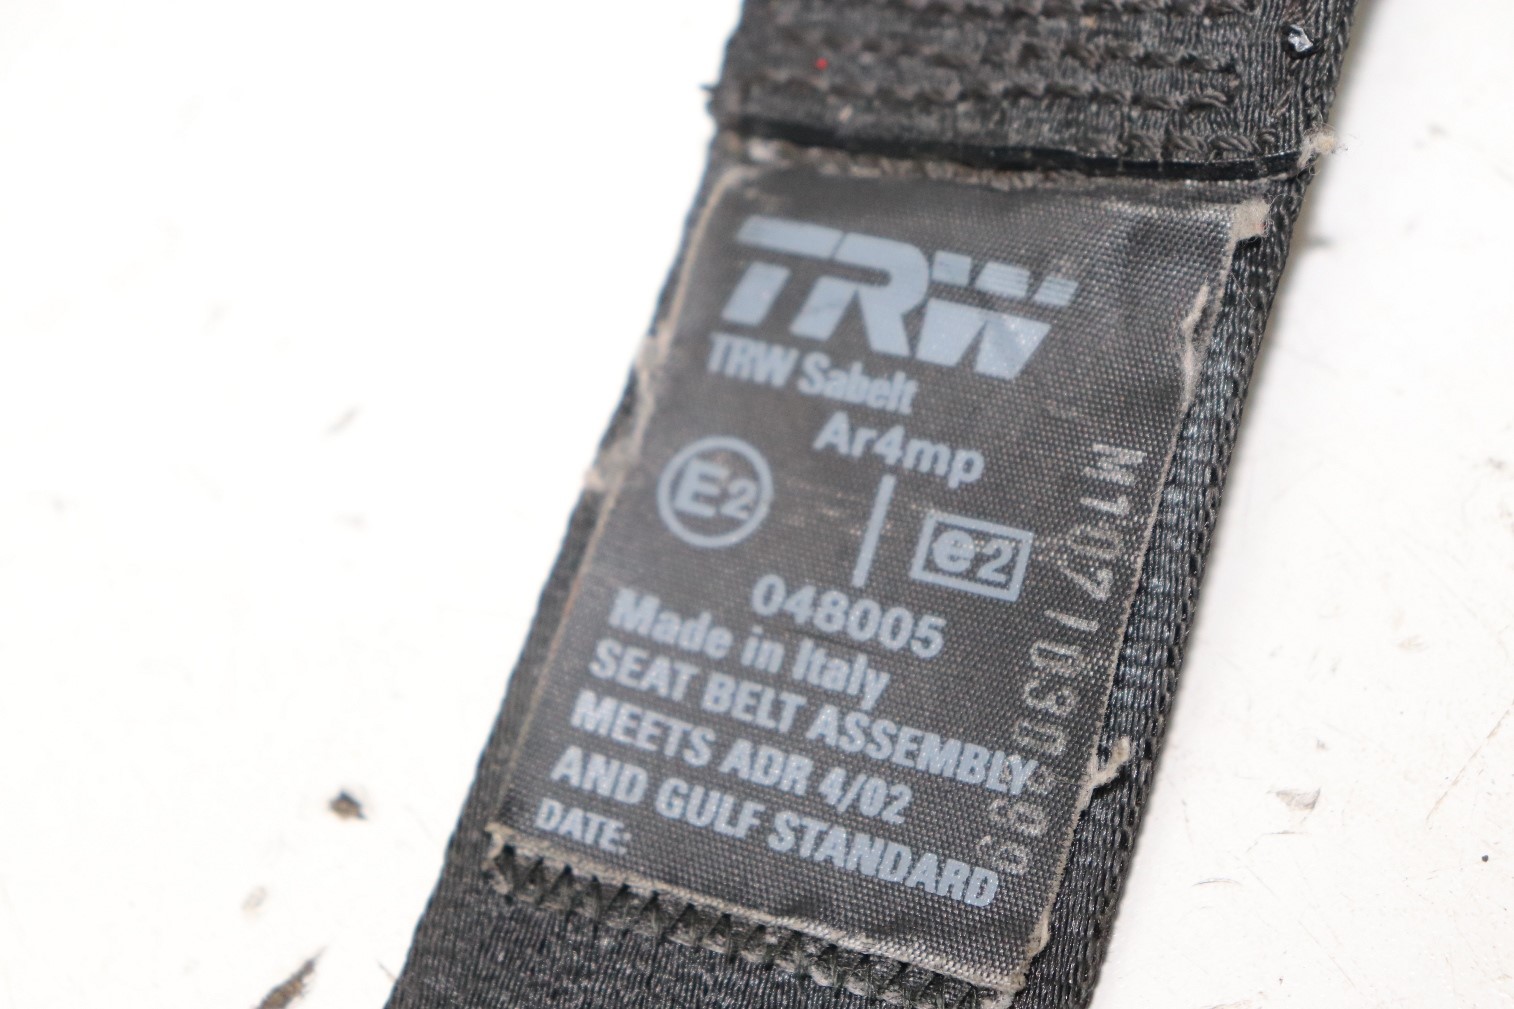 TRW
TRW Sabelt
Ar4mp
E2
e2
048005
Made in Italy
SEAT BELT ASSEMBLY
MEETS ADR 4/02
AND GULF STANDARD
DATE: